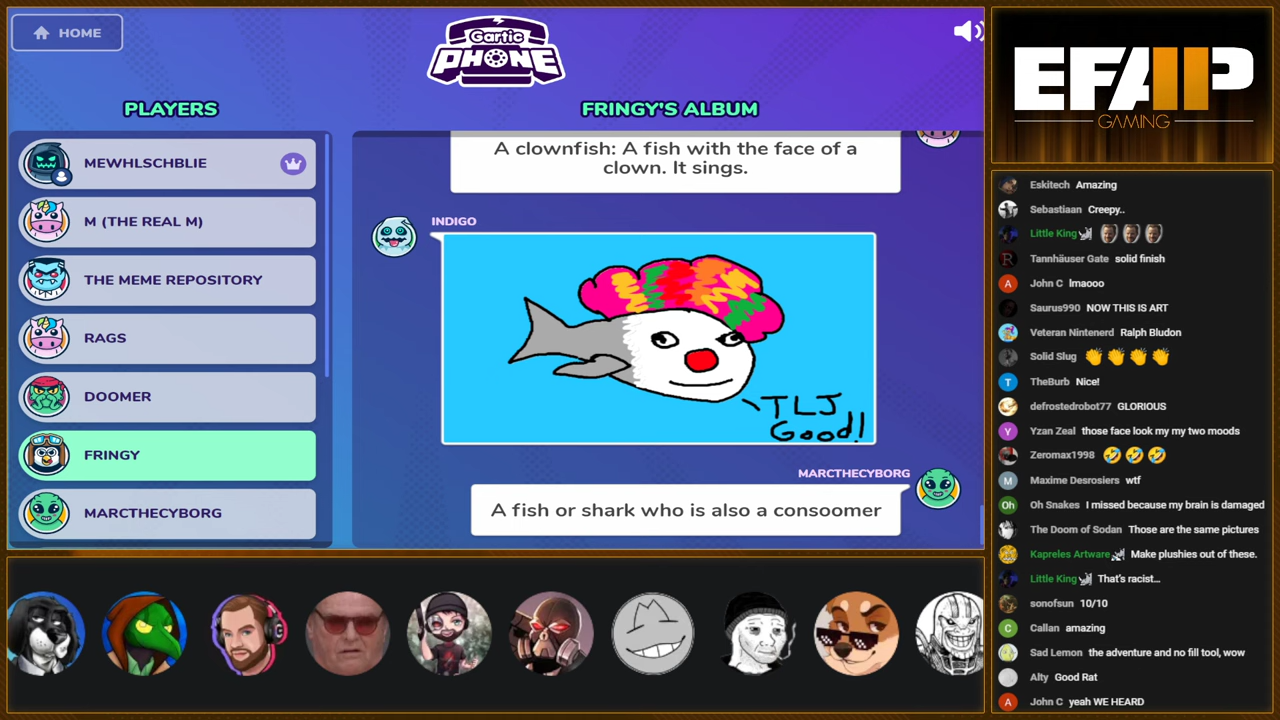 HOME
Gartic
PHONE
PLAYERS
FRINGY'S ALBUM
MEWHLSCHBLIE
M (THE REAL M)
THE MEME REPOSITORY
RAGS
DOOMER
FRINGY
MARCTHECYBORG
A clownfish: A fish with the face of a
clown. It sings.
INDIGO
TLJ
Good!
MARCTHECYBORG
A fish or shark who is also a consoomer
EFAP
GAMING
Eskitech Amazing
Sebastiaan Creepy..
Little King
Tannhäuser Gate solid finish
John C lmaooo
Saurus990 NOW THIS IS ART
Veteran Nintenerd Ralph Bludon
Solid Slug 👏👏👏👏
TheBurb Nice!
defrostedrobot77 GLORIOUS
Yzan Zeal those face look my my two moods
Zeromax1998 🤣🤣🤣
Maxime Desrosiers wtf
Oh Snakes I missed because my brain is damaged
The Doom of Sodan Those are the same pictures
Kapreles Artware Make plushies out of these.
Little King That's racist...
sonofsun 10/10
Callan amazing
Sad Lemon the adventure and no fill tool, wow
Alty Good Rat
John C yeah WE HEARD